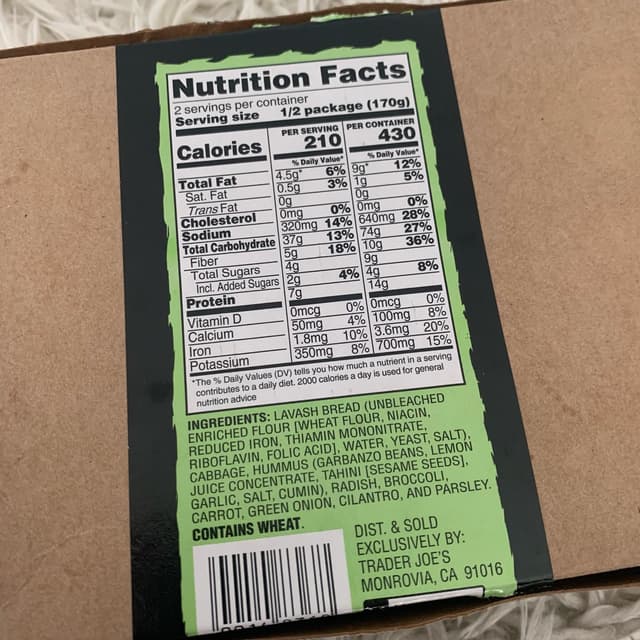 Nutrition Facts
2 servings per container
Serving size 1/2 package (170g)
PER SERVING PER CONTAINER
Calories 210 430
% Daily Value* % Daily Value*
Total Fat 4.5g* 6% 9g* 12%
Sat. Fat 0.5g 3% 1g 5%
Trans Fat 0g 0g
Cholesterol 0mg 0% 0mg 0%
Sodium 320mg 14% 640mg 28%
Total Carbohydrate 37g 13% 74g 27%
Fiber 5g 18% 10g 36%
Total Sugars 4g 9g
Incl. Added Sugars 2g 4% 4g 8%
Protein 7g 14g
Vitamin D 0mcg 0% 0mcg 0%
Calcium 50mg 4% 100mg 8%
Iron 1.8mg 10% 3.6mg 20%
Potassium 350mg 8% 700mg 15%
*The % Daily Values (DV) tells you how much a nutrient in a serving
contributes to a daily diet. 2000 calories a day is used for general
nutrition advice
INGREDIENTS: LAVASH BREAD (UNBLEACHED
ENRICHED FLOUR [WHEAT FLOUR, NIACIN,
REDUCED IRON, THIAMIN MONONITRATE,
RIBOFLAVIN, FOLIC ACID], WATER, YEAST, SALT),
CABBAGE, HUMMUS (GARBANZO BEANS, LEMON
JUICE CONCENTRATE, TAHINI [SESAME SEEDS],
GARLIC, SALT, CUMIN), RADISH, BROCCOLI,
CARROT, GREEN ONION, CILANTRO, AND PARSLEY.
CONTAINS WHEAT.
DIST. & SOLD
EXCLUSIVELY BY:
TRADER JOE'S
MONROVIA, CA 91016